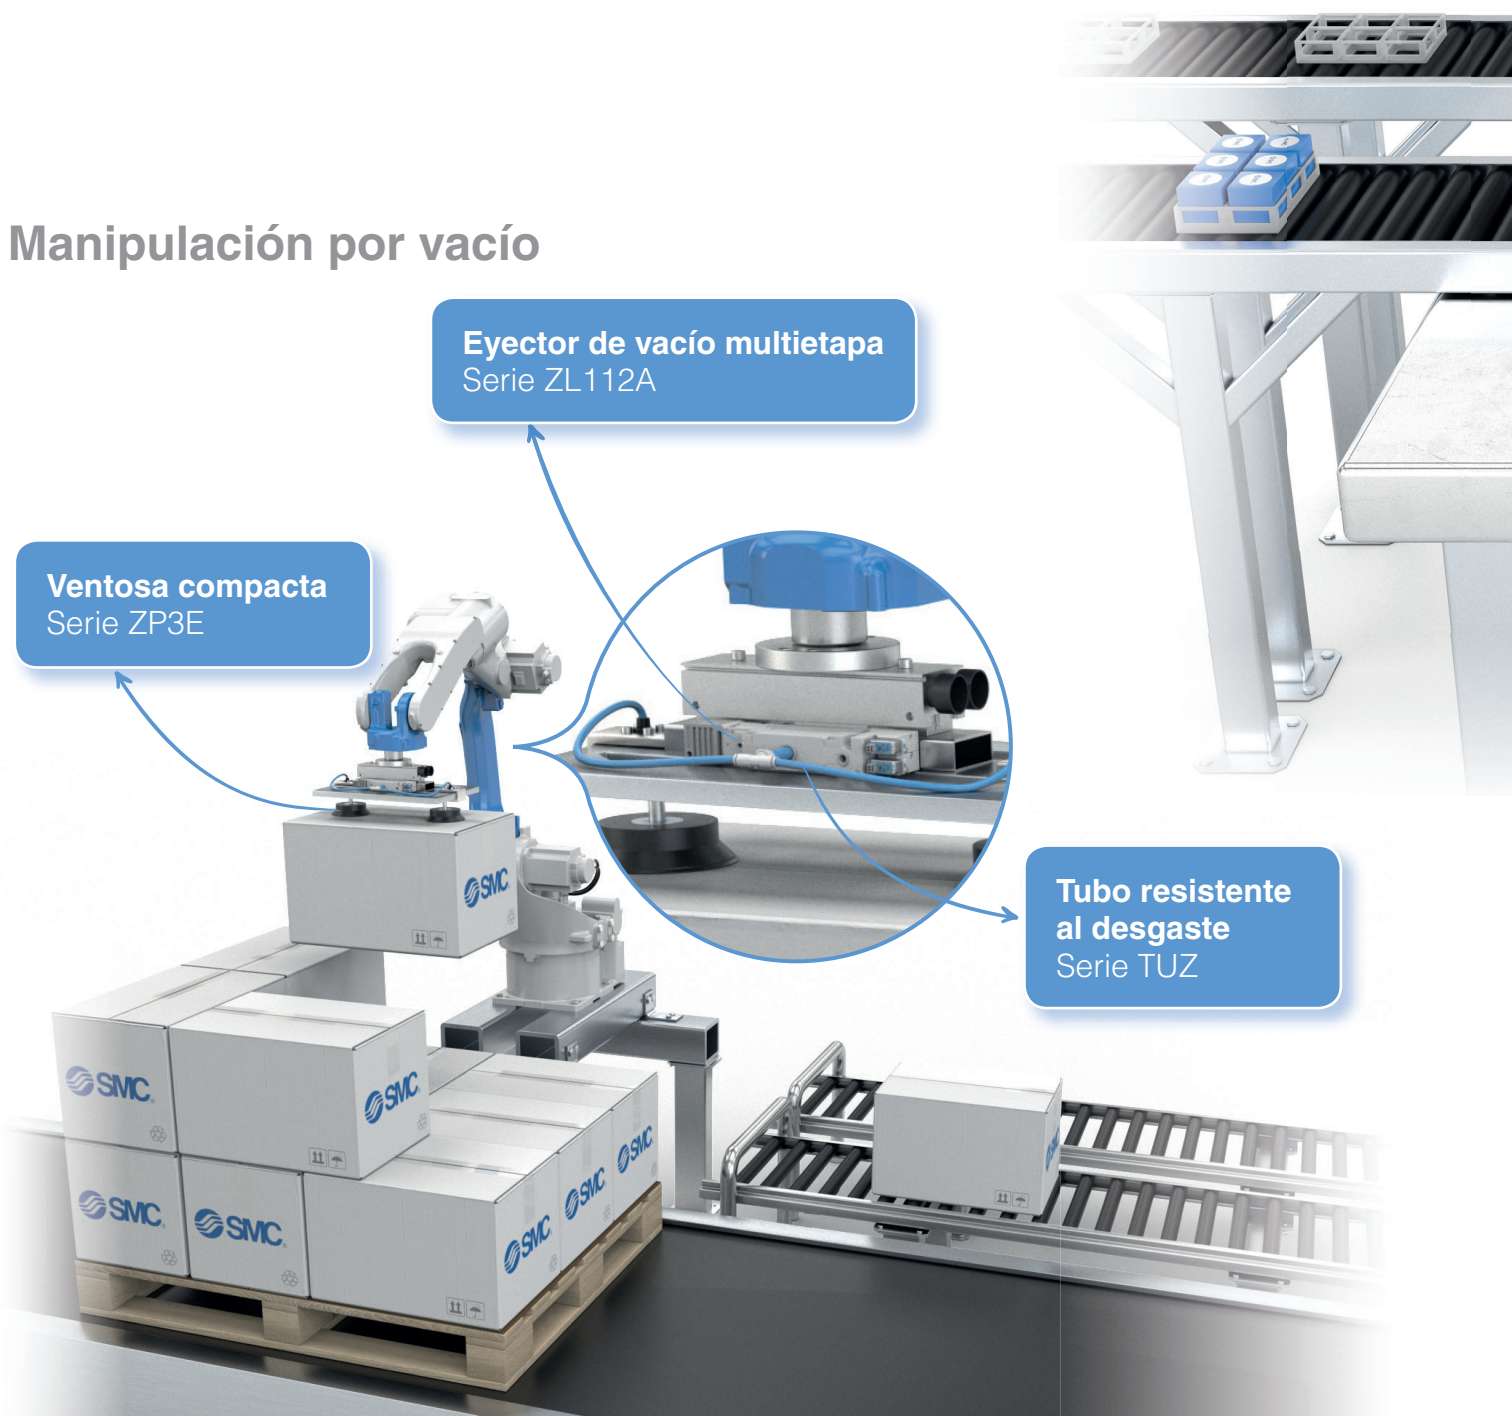 Manipulación por vacío
Eyector de vacío multietapa
Serie ZL112A
Ventosa compacta
Serie ZP3E
Tubo resistente
al desgaste
Serie TUZ
SMC
SMC
SMC
SMC
SMC
SMC
SMC
SMC
SMC